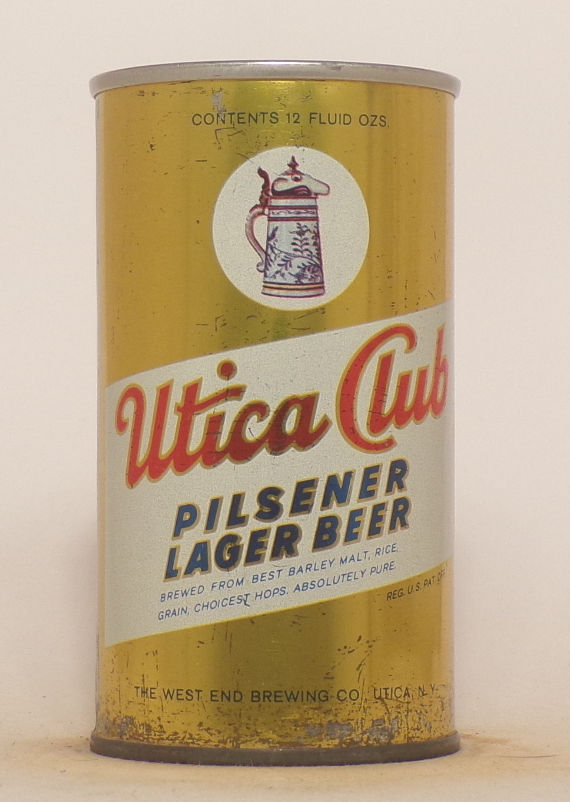 CONTENTS 12 FLUID OZS.
Utica Club
PILSENER
LAGER BEER
BREWED FROM BEST BARLEY MALT, RICE,
GRAIN, CHOICEST HOPS. ABSOLUTELY PURE.
REG. U.S. PAT. OFF.
THE WEST END BREWING CO., UTICA, N.Y.